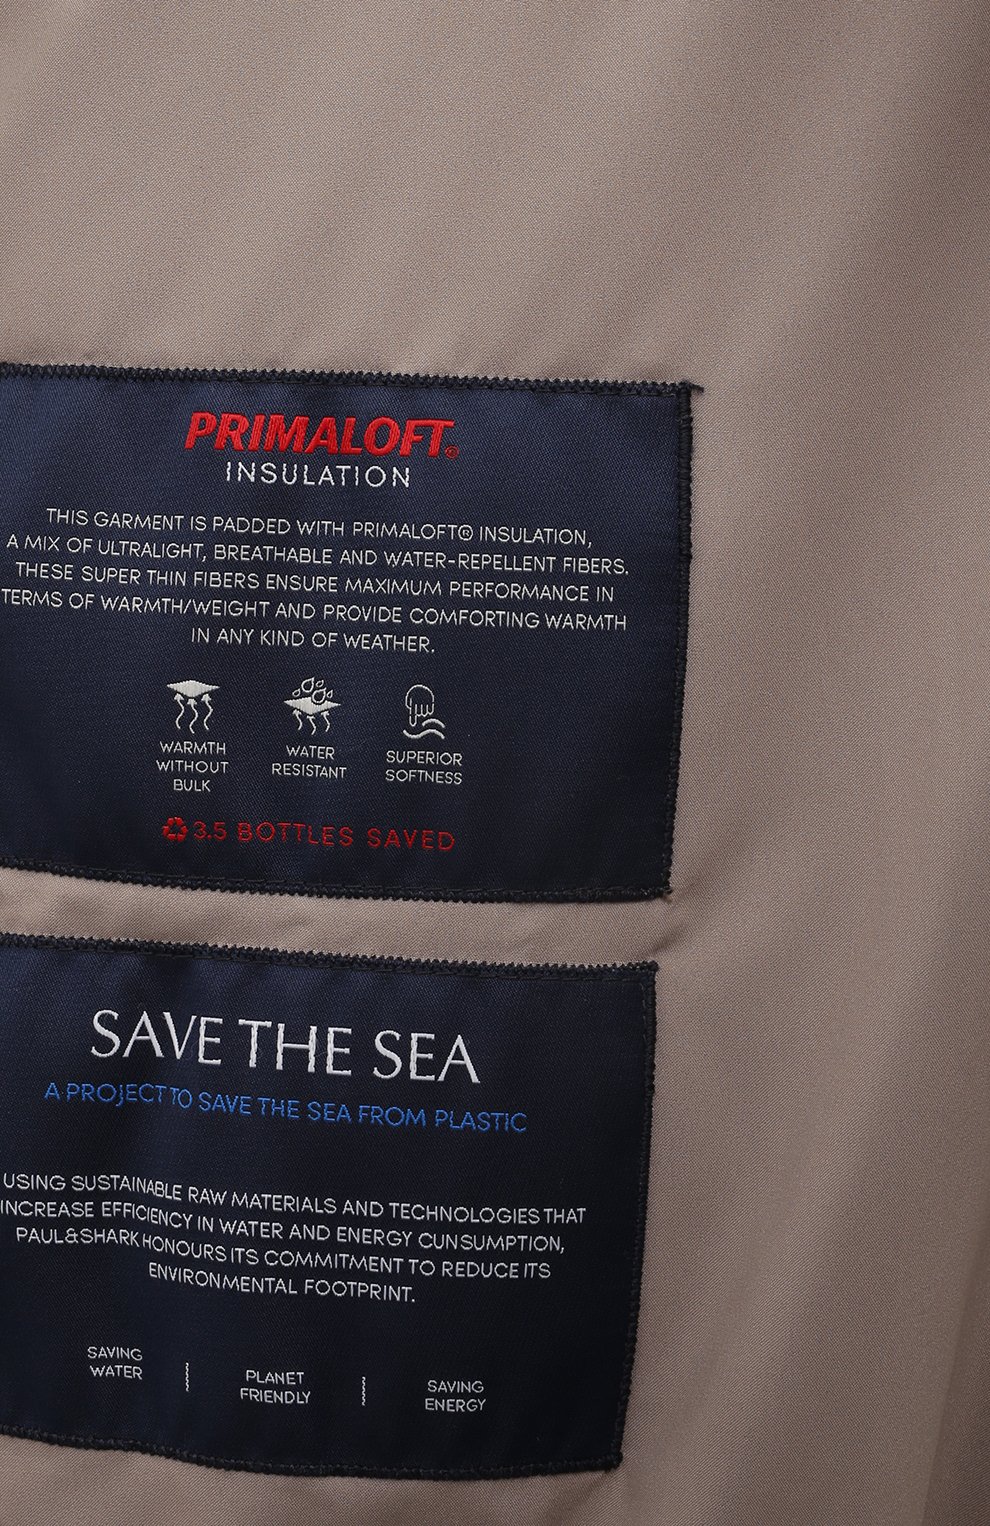 PRIMALOFT®
INSULATION
THIS GARMENT IS PADDED WITH PRIMALOFT® INSULATION,
A MIX OF ULTRALIGHT, BREATHABLE AND WATER-REPELLENT FIBERS.
THESE SUPER THIN FIBERS ENSURE MAXIMUM PERFORMANCE IN
TERMS OF WARMTH/WEIGHT AND PROVIDE COMFORTING WARMTH
IN ANY KIND OF WEATHER.
WARMTH
WITHOUT
BULK
WATER
RESISTANT
SUPERIOR
SOFTNESS
3.5 BOTTLES SAVED
SAVE THE SEA
A PROJECT TO SAVE THE SEA FROM PLASTIC
USING SUSTAINABLE RAW MATERIALS AND TECHNOLOGIES THAT
INCREASE EFFICIENCY IN WATER AND ENERGY CUNSUMPTION,
PAUL&SHARK HONOURS ITS COMMITMENT TO REDUCE ITS
ENVIRONMENTAL FOOTPRINT.
SAVING
WATER
PLANET
FRIENDLY
SAVING
ENERGY